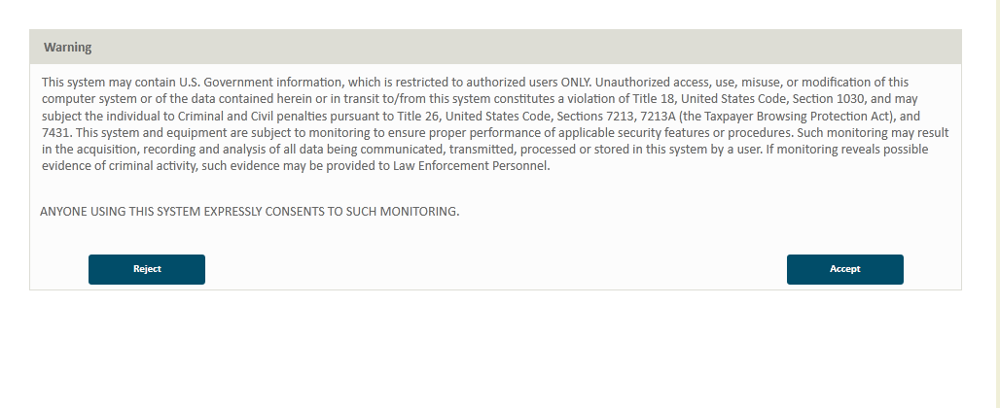 Warning
This system may contain U.S. Government information, which is restricted to authorized users ONLY. Unauthorized access, use, misuse, or modification of this
computer system or of the data contained herein or in transit to/from this system constitutes a violation of Title 18, United States Code, Section 1030, and may
subject the individual to Criminal and Civil penalties pursuant to Title 26, United States Code, Sections 7213, 7213A (the Taxpayer Browsing Protection Act), and
7431. This system and equipment are subject to monitoring to ensure proper performance of applicable security features or procedures. Such monitoring may result
in the acquisition, recording and analysis of all data being communicated, transmitted, processed or stored in this system by a user. If monitoring reveals possible
evidence of criminal activity, such evidence may be provided to Law Enforcement Personnel.
ANYONE USING THIS SYSTEM EXPRESSLY CONSENTS TO SUCH MONITORING.
Reject
Accept